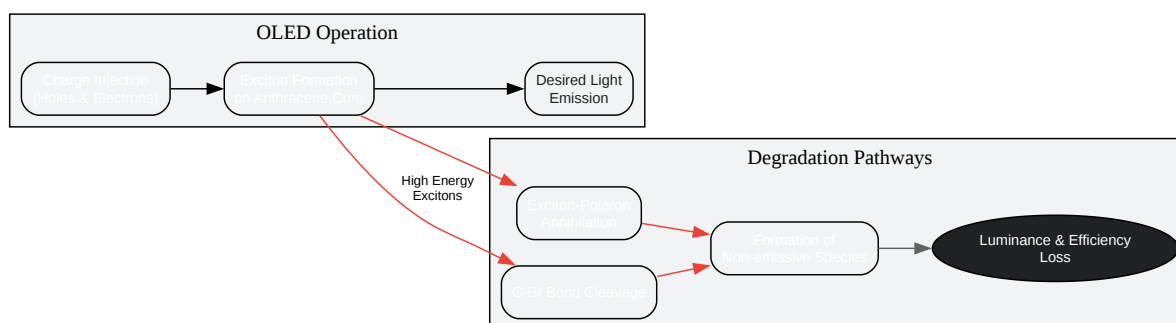 OLED Operation
Charge Injection
(Holes & Electrons)
Exciton Formation
on Anthracene Core
Desired Light
Emission
High Energy
Excitons
Degradation Pathways
Exciton-Polaron
Annihilation
C-Br Bond Cleavage
Formation of
Non-emissive Species
Luminance & Efficiency
Loss